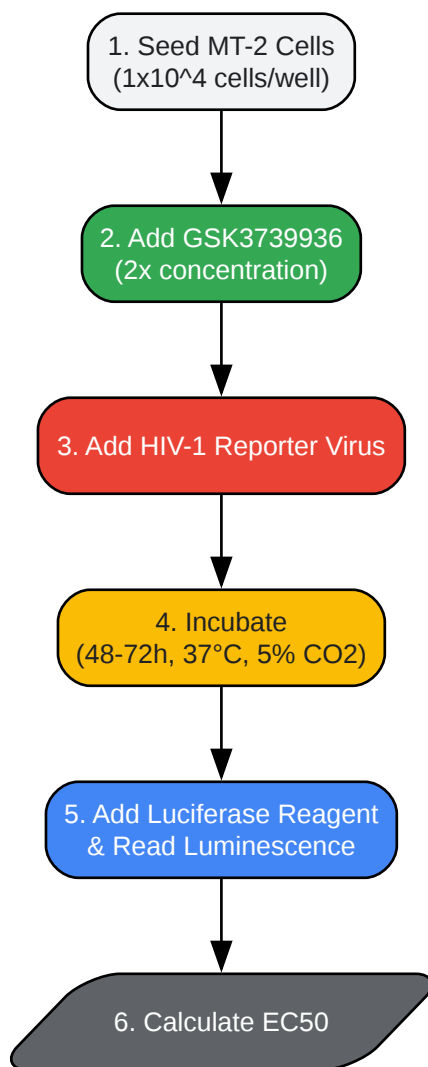 1. Seed MT-2 Cells
(1x10^4 cells/well)
2. Add GSK3739936
(2x concentration)
3. Add HIV-1 Reporter Virus
4. Incubate
(48-72h, 37°C, 5% CO2)
5. Add Luciferase Reagent
& Read Luminescence
6. Calculate EC50